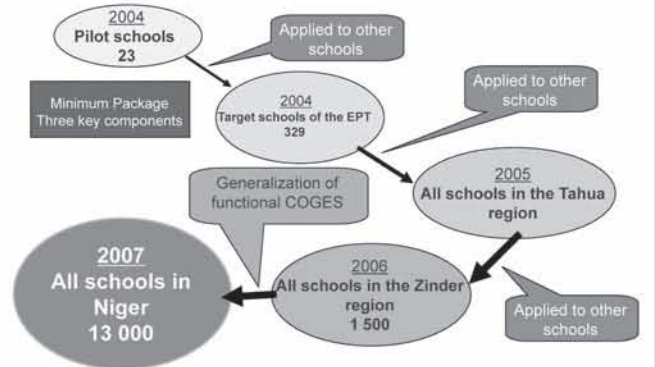 2004
Pilot schools
23
Applied to other
schools
Minimum Package
Three key components
2004
Target schools of the EPT
329
Applied to other
schools
2005
All schools in the Tahua
region
Generalization of
functional COGES
2006
All schools in the Zinder
region
1 500
Applied to other
schools
2007
All schools in
Niger
13 000